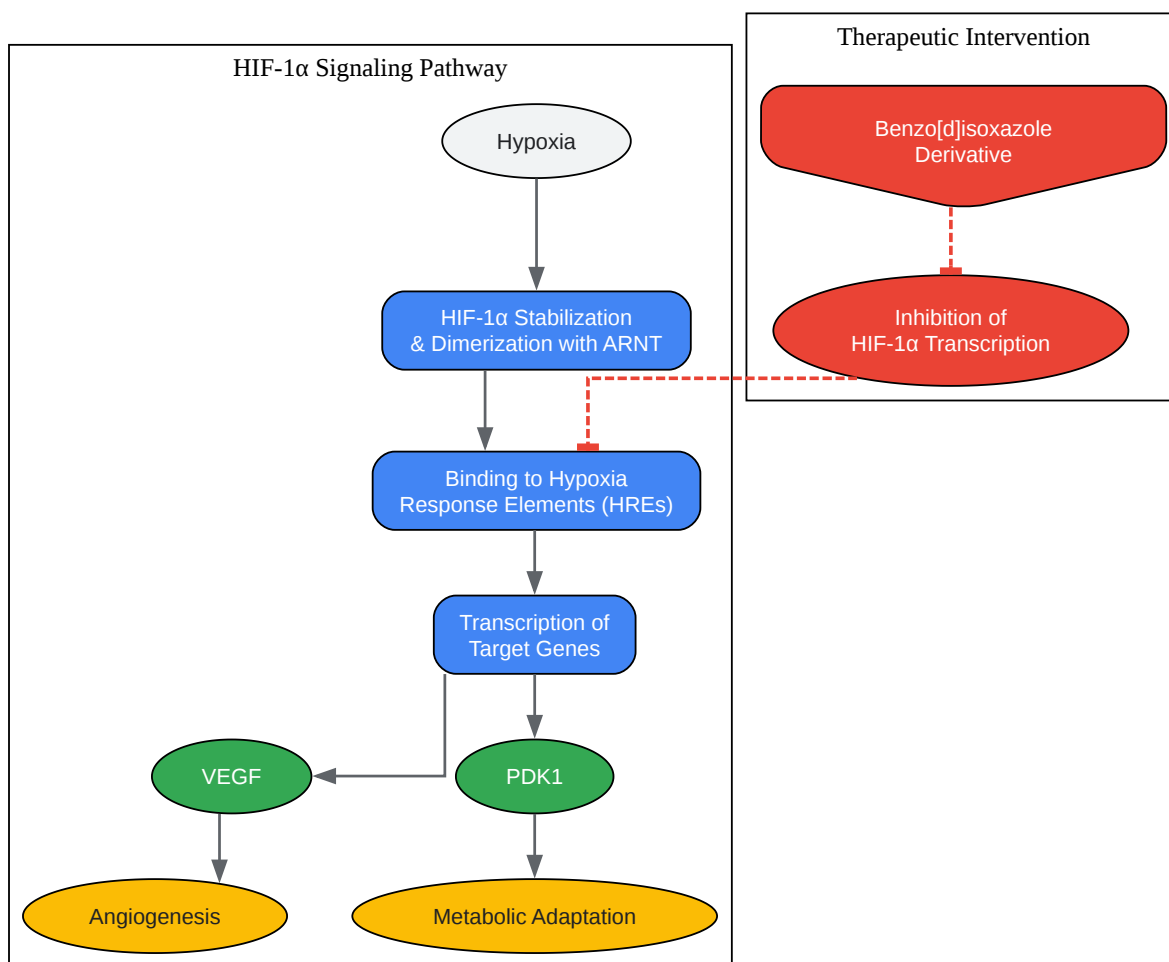 HIF-1α Signaling Pathway
Hypoxia
HIF-1α Stabilization
& Dimerization with ARNT
Binding to Hypoxia
Response Elements (HREs)
Transcription of
Target Genes
VEGF
PDK1
Angiogenesis
Metabolic Adaptation
Therapeutic Intervention
Benzo[d]isoxazole
Derivative
Inhibition of
HIF-1α Transcription